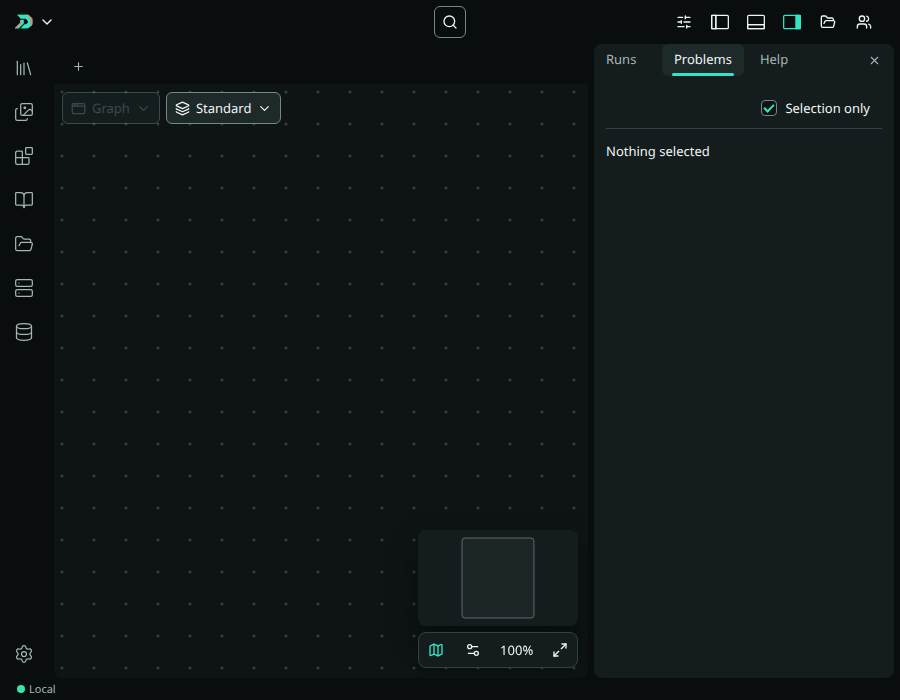 Runs
Problems
Help
Graph
Standard
Selection only
Nothing selected
100%
Local